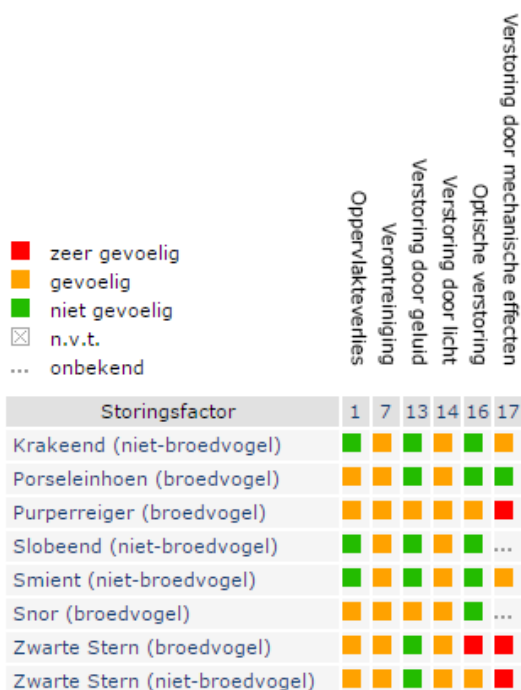 Oppervlakteverlies
Verontreiniging
Verstoring door geluid
Verstoring door licht
Optische verstoring
Verstoring door mechanische effecten
zeer gevoelig
gevoelig
niet gevoelig
n.v.t.
... onbekend
Storingsfactor 1 7 13 14 16 17
Krakeend (niet-broedvogel)
Porseleinhoen (broedvogel)
Purperreiger (broedvogel)
Slobeend (niet-broedvogel) ...
Smient (niet-broedvogel)
Snor (broedvogel) ...
Zwarte Stern (broedvogel)
Zwarte Stern (niet-broedvogel)